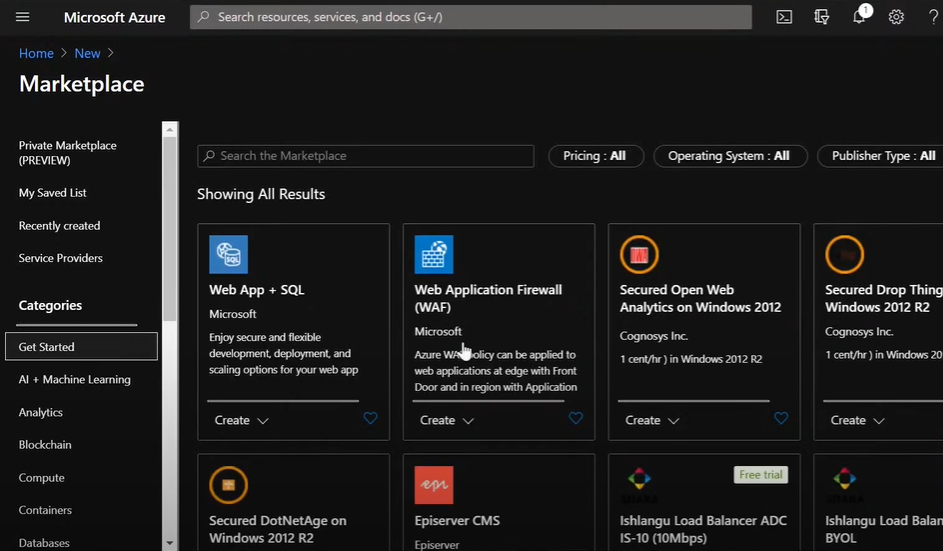 Microsoft Azure
Search resources, services, and docs (G+/)
1
?
Home > New >
Marketplace
Private Marketplace
(PREVIEW)
My Saved List
Recently created
Service Providers
Categories
Get Started
AI + Machine Learning
Analytics
Blockchain
Compute
Containers
Databases
Search the Marketplace
Pricing : All
Operating System : All
Publisher Type : All
Showing All Results
SQL
Web App + SQL
Microsoft
Enjoy secure and flexible
development, deployment, and
scaling options for your web app
Create
Web Application Firewall
(WAF)
Microsoft
Azure policy can be applied to
web applications at edge with Front
Door and in region with Application
Create
Secured Open Web
Analytics on Windows 2012
Cognosys Inc.
1 cent/hr ) in Windows 2012 R2
Create
Secured Drop Thing
Windows 2012 R2
Cognosys Inc.
1 cent/hr ) in Windows 20
Create
Secured DotNetAge on
Windows 2012 R2
epi
Episerver CMS
Episerver
Free trial
Ishlangu Load Balancer ADC
IS-10 (10Mbps)
Ishlangu Load Balan
BYOL